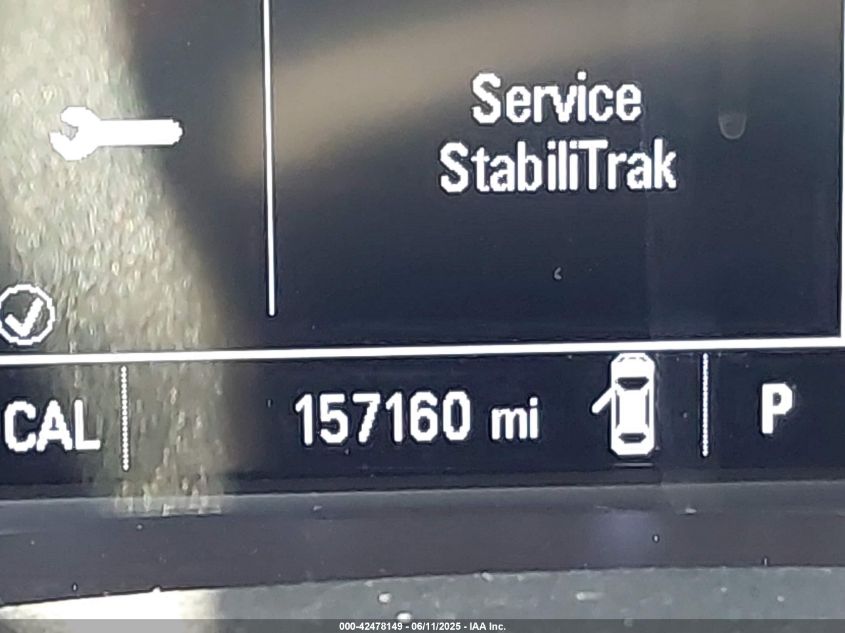 Service
StabiliTrak
CAL 157160 mi P
000-42478149 - 06/11/2025 - IAA Inc.